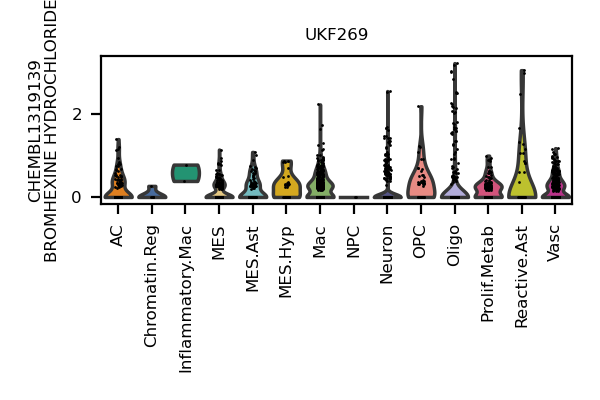 UKF269
CHEMBL1319139
BROMHEXINE HYDROCHLORIDE
2
0
AC
Chromatin.Reg
Inflammatory.Mac
MES
MES.Ast
MES.Hyp
Mac
NPC
Neuron
OPC
Oligo
Prolif.Metab
Reactive.Ast
Vasc